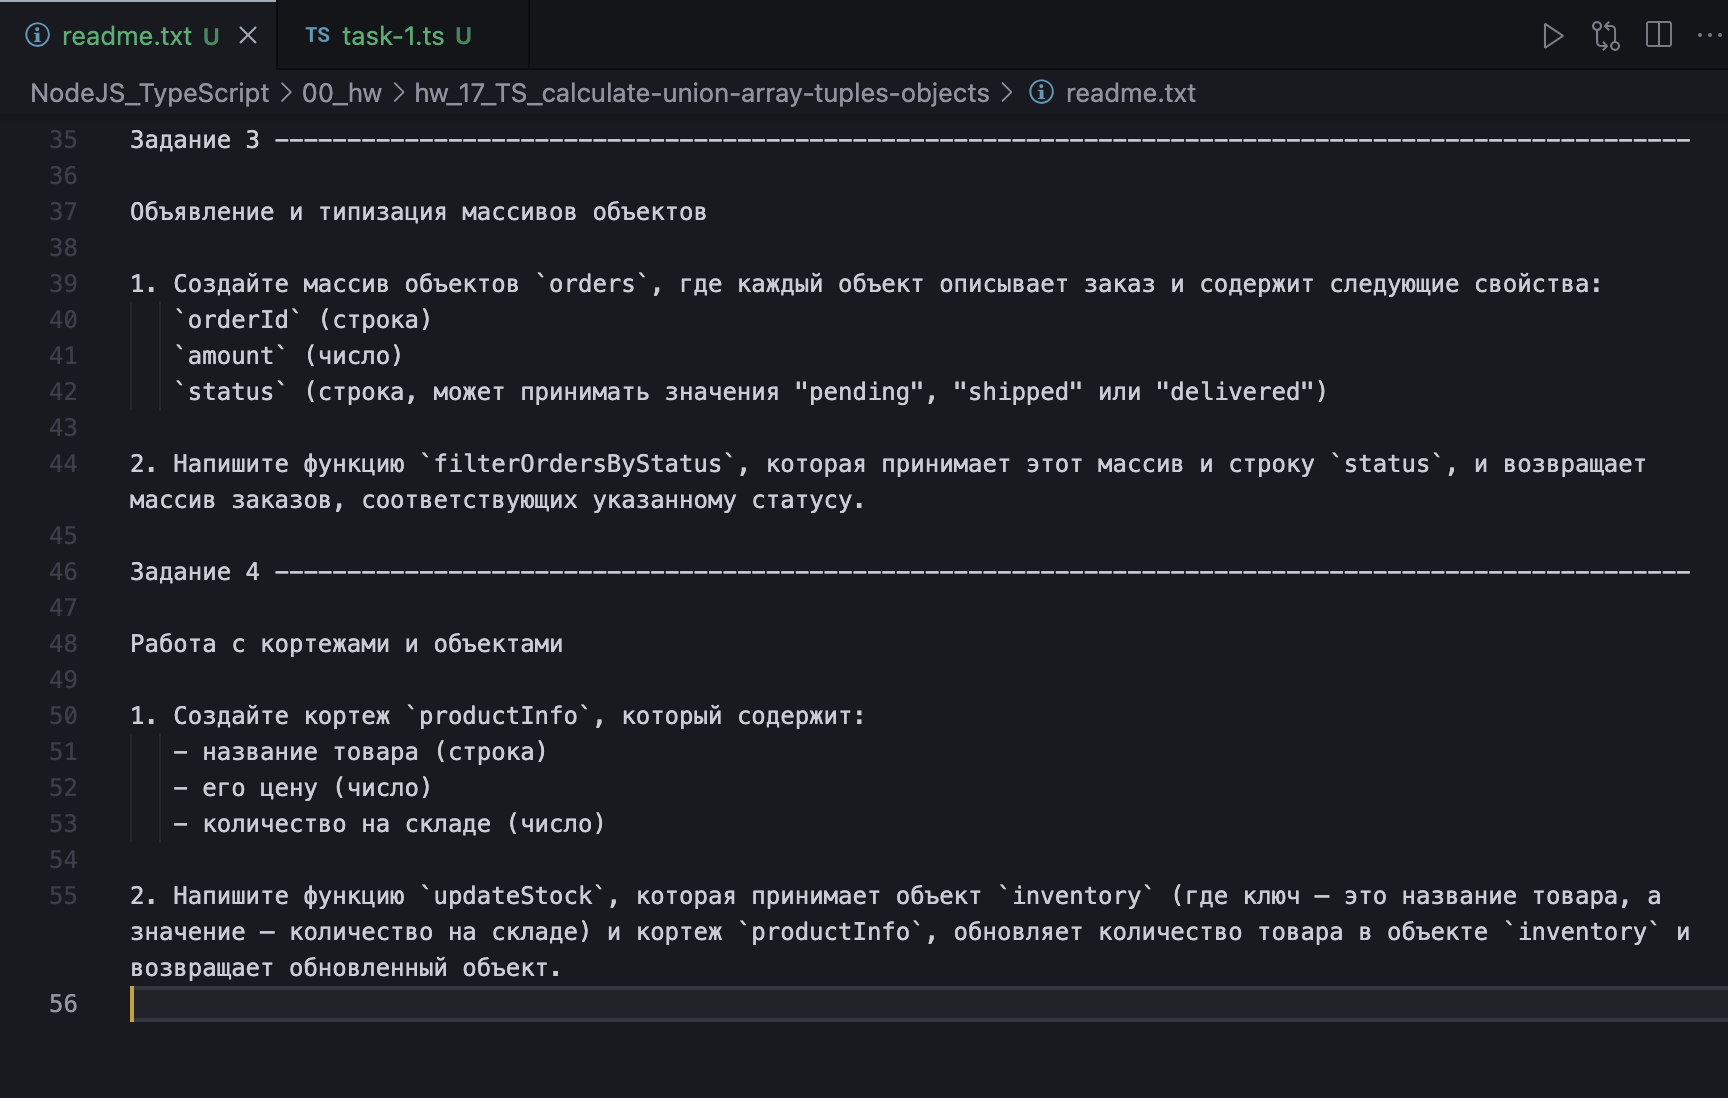 readme.txt U
TS task-1.ts U
NodeJS_TypeScript > 00_hw > hw_17_TS_calculate-union-array-tuples-objects > readme.txt
35 Задание 3 --------------------------------------------------------------------------------------------------
36
37 Объявление и типизация массивов объектов
38
39 1. Создайте массив объектов `orders`, где каждый объект описывает заказ и содержит следующие свойства:
40 `orderId` (строка)
41 `amount` (число)
42 `status` (строка, может принимать значения "pending", "shipped" или "delivered")
43
44 2. Напишите функцию `filterOrdersByStatus`, которая принимает этот массив и строку `status`, и возвращает
массив заказов, соответствующих указанному статусу.
45
46 Задание 4 --------------------------------------------------------------------------------------------------
47
48 Работа с кортежами и объектами
49
50 1. Создайте кортеж `productInfo`, который содержит:
51 - название товара (строка)
52 - его цену (число)
53 - количество на складе (число)
54
55 2. Напишите функцию `updateStock`, которая принимает объект `inventory` (где ключ — это название товара, а
значение — количество на складе) и кортеж `productInfo`, обновляет количество товара в объекте `inventory` и
возвращает обновленный объект.
56